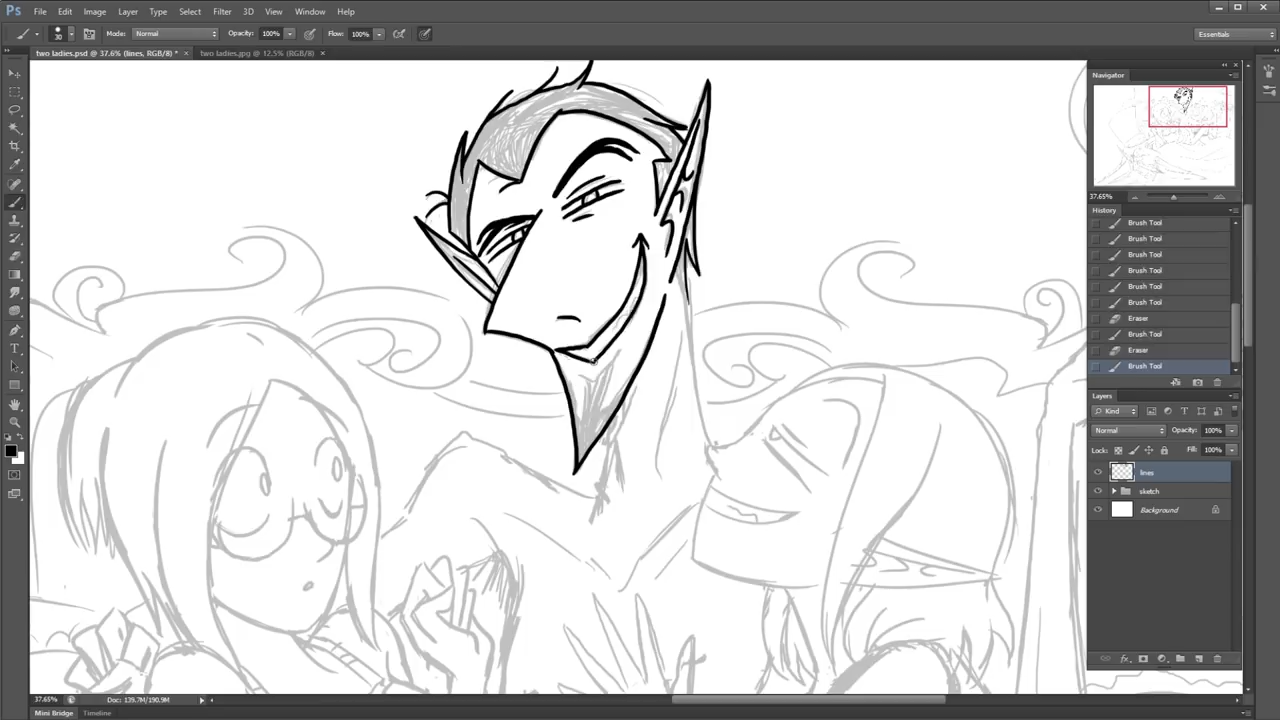 Ps File Edit Image Layer Type Select Filter 3D View Window Help
30 Mode: Normal Opacity: 100% Flow: 100% Essentials
two ladies.psd @ 37.6% (lines, RGB/8) * × two ladies.jpg @ 12.5% (RGB/8) ×
Navigator
37.65%
History
Brush Tool
Brush Tool
Brush Tool
Brush Tool
Brush Tool
Brush Tool
Eraser
Brush Tool
Eraser
Brush Tool
Layers
Kind
Normal Opacity: 100%
Lock: Fill: 100%
lines
sketch
Background
fx
37.65% Doc: 139.7M/190.9M
Mini Bridge Timeline